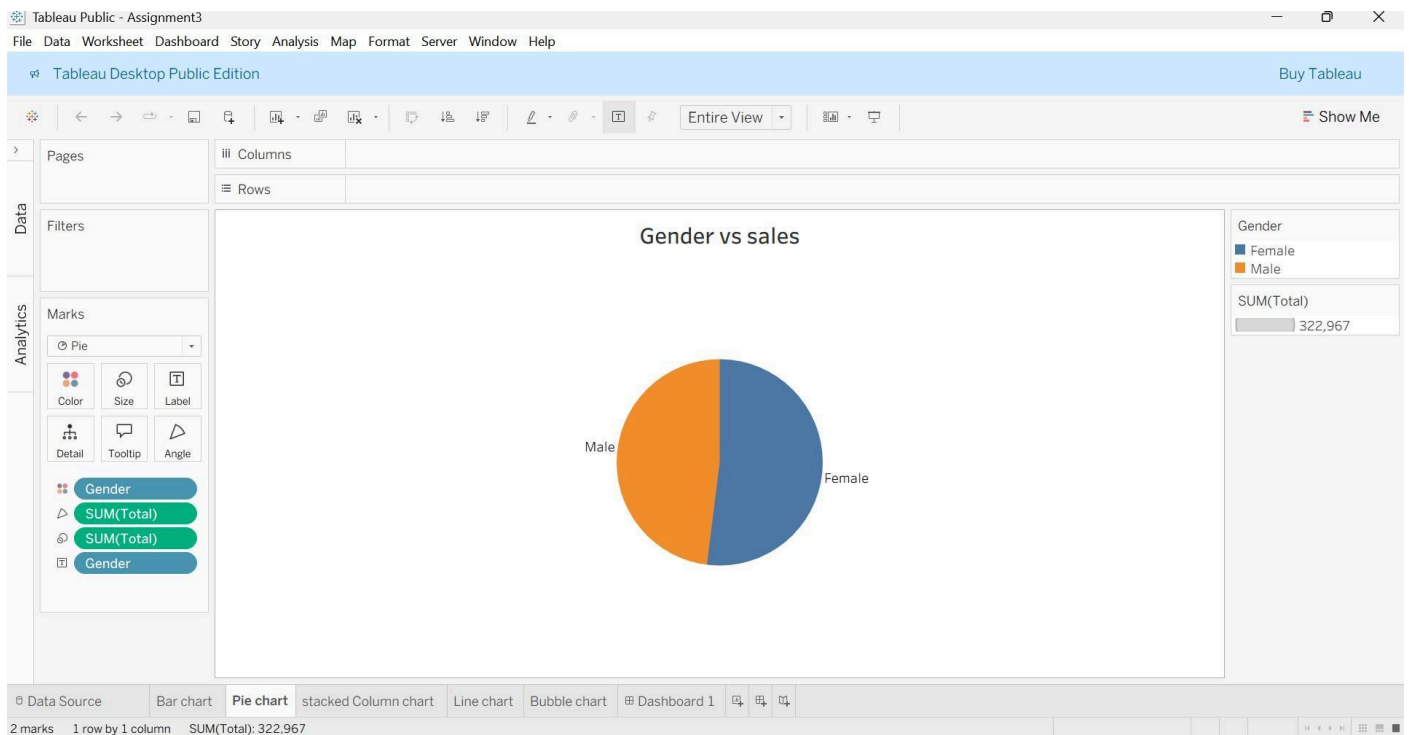 Tableau Public - Assignment3
File Data Worksheet Dashboard Story Analysis Map Format Server Window Help
Tableau Desktop Public Edition
Buy Tableau
Entire View
Show Me
Pages
Columns
Rows
Data
Analytics
Filters
Marks
Pie
Color Size Label
Detail Tooltip Angle
Gender
SUM(Total)
SUM(Total)
Gender
Gender vs sales
Male
Female
Gender
Female
Male
SUM(Total)
322,967
Data Source Bar chart Pie chart stacked Column chart Line chart Bubble chart Dashboard 1
2 marks 1 row by 1 column SUM(Total): 322,967